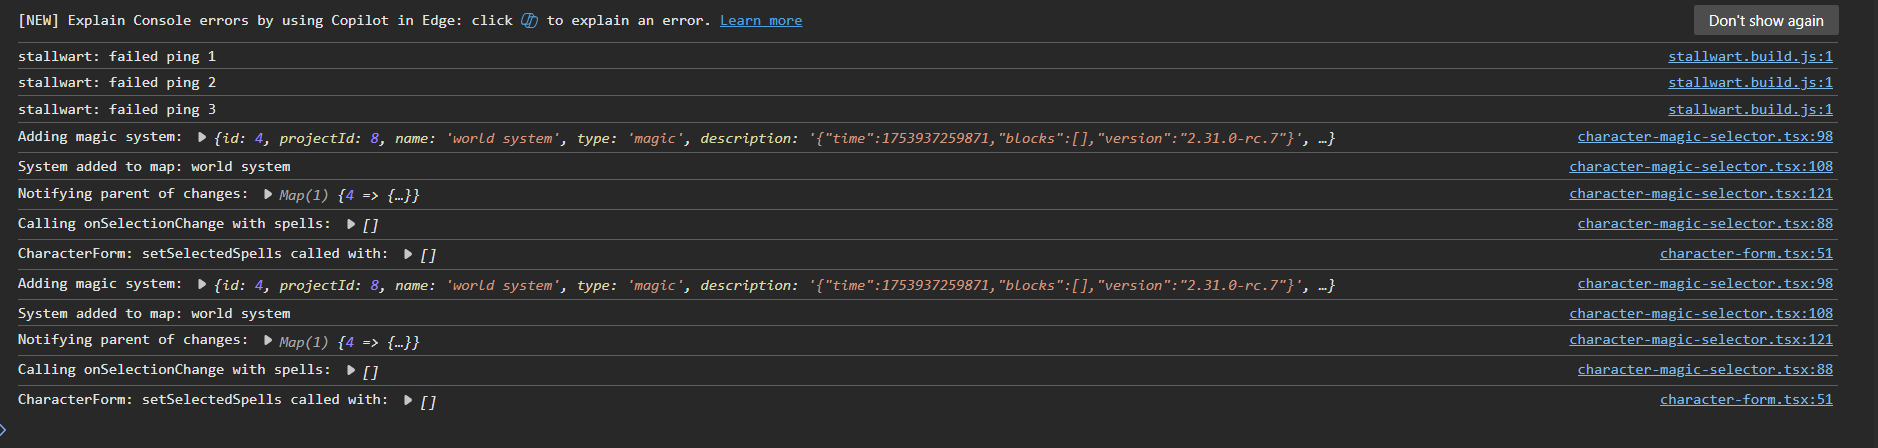 [NEW] Explain Console errors by using Copilot in Edge: click to explain an error. Learn more Don't show again
stallwart: failed ping 1 stallwart.build.js:1
stallwart: failed ping 2 stallwart.build.js:1
stallwart: failed ping 3 stallwart.build.js:1
Adding magic system: ▶ {id: 4, projectId: 8, name: 'world system', type: 'magic', description: '{"time":1753937259871,"blocks":[],"version":"2.31.0-rc.7"}', …} character-magic-selector.tsx:98
System added to map: world system character-magic-selector.tsx:108
Notifying parent of changes: ▶ Map(1) {4 => {…}} character-magic-selector.tsx:121
Calling onSelectionChange with spells: ▶ [] character-magic-selector.tsx:88
CharacterForm: setSelectedSpells called with: ▶ [] character-form.tsx:51
Adding magic system: ▶ {id: 4, projectId: 8, name: 'world system', type: 'magic', description: '{"time":1753937259871,"blocks":[],"version":"2.31.0-rc.7"}', …} character-magic-selector.tsx:98
System added to map: world system character-magic-selector.tsx:108
Notifying parent of changes: ▶ Map(1) {4 => {…}} character-magic-selector.tsx:121
Calling onSelectionChange with spells: ▶ [] character-magic-selector.tsx:88
CharacterForm: setSelectedSpells called with: ▶ [] character-form.tsx:51